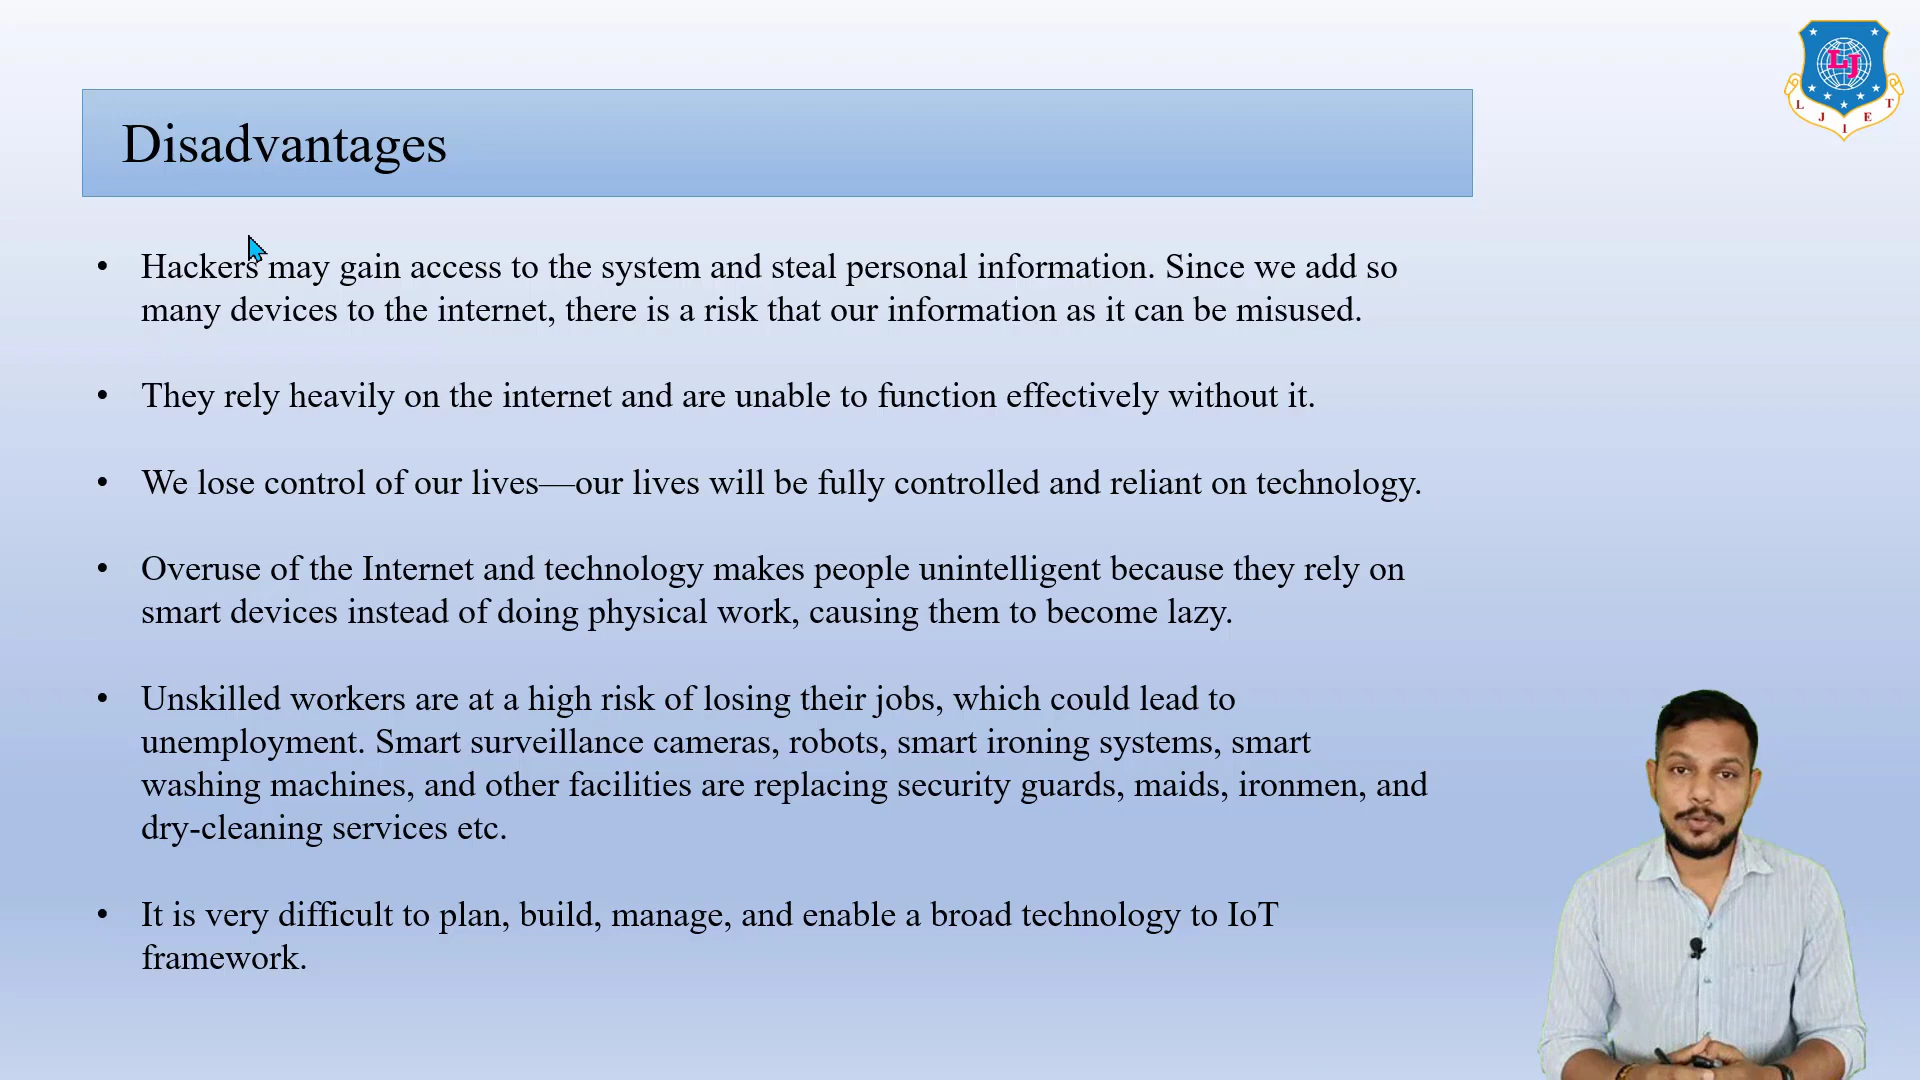 Disadvantages
• Hackers may gain access to the system and steal personal information. Since we add so
many devices to the internet, there is a risk that our information as it can be misused.
• They rely heavily on the internet and are unable to function effectively without it.
• We lose control of our lives—our lives will be fully controlled and reliant on technology.
• Overuse of the Internet and technology makes people unintelligent because they rely on
smart devices instead of doing physical work, causing them to become lazy.
• Unskilled workers are at a high risk of losing their jobs, which could lead to
unemployment. Smart surveillance cameras, robots, smart ironing systems, smart
washing machines, and other facilities are replacing security guards, maids, ironmen, and
dry-cleaning services etc.
• It is very difficult to plan, build, manage, and enable a broad technology to IoT
framework.
LJ
L J I E T